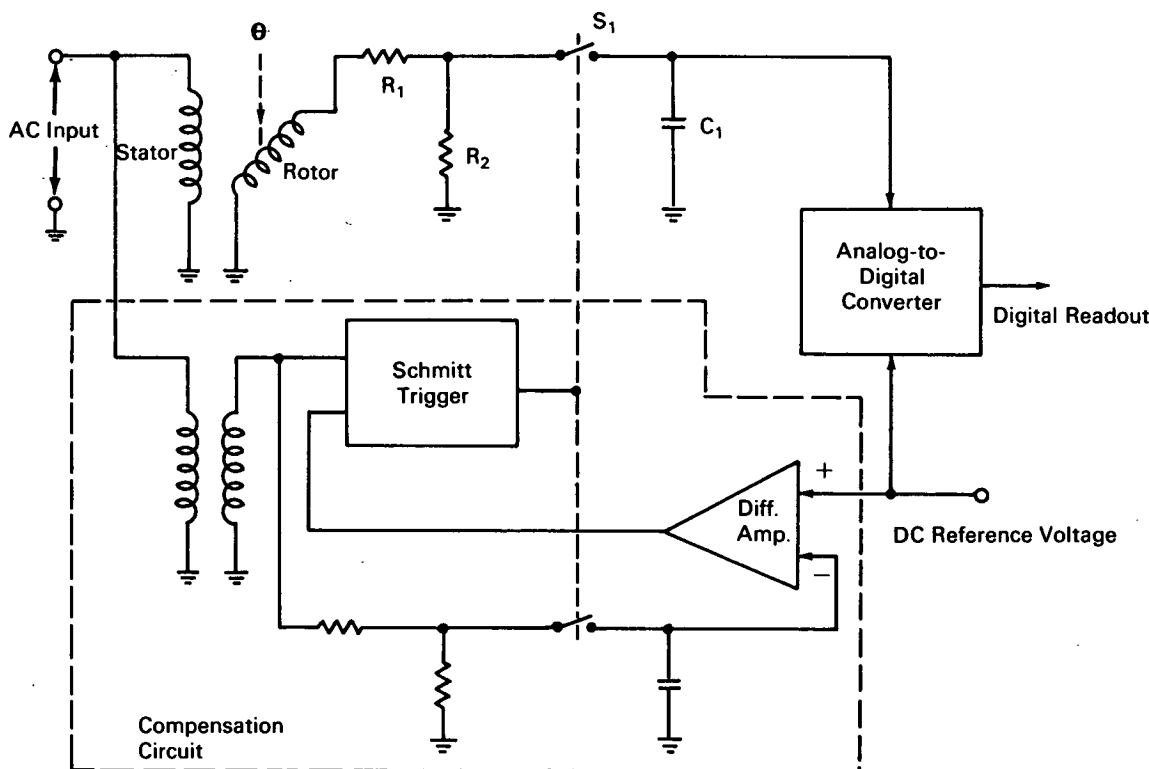 θ
S1
R1
AC Input
Stator
Rotor
R2
C1
Analog-to-
Digital
Converter
Digital Readout
Schmitt
Trigger
+
Diff.
Amp.
DC Reference Voltage
−
Compensation
Circuit